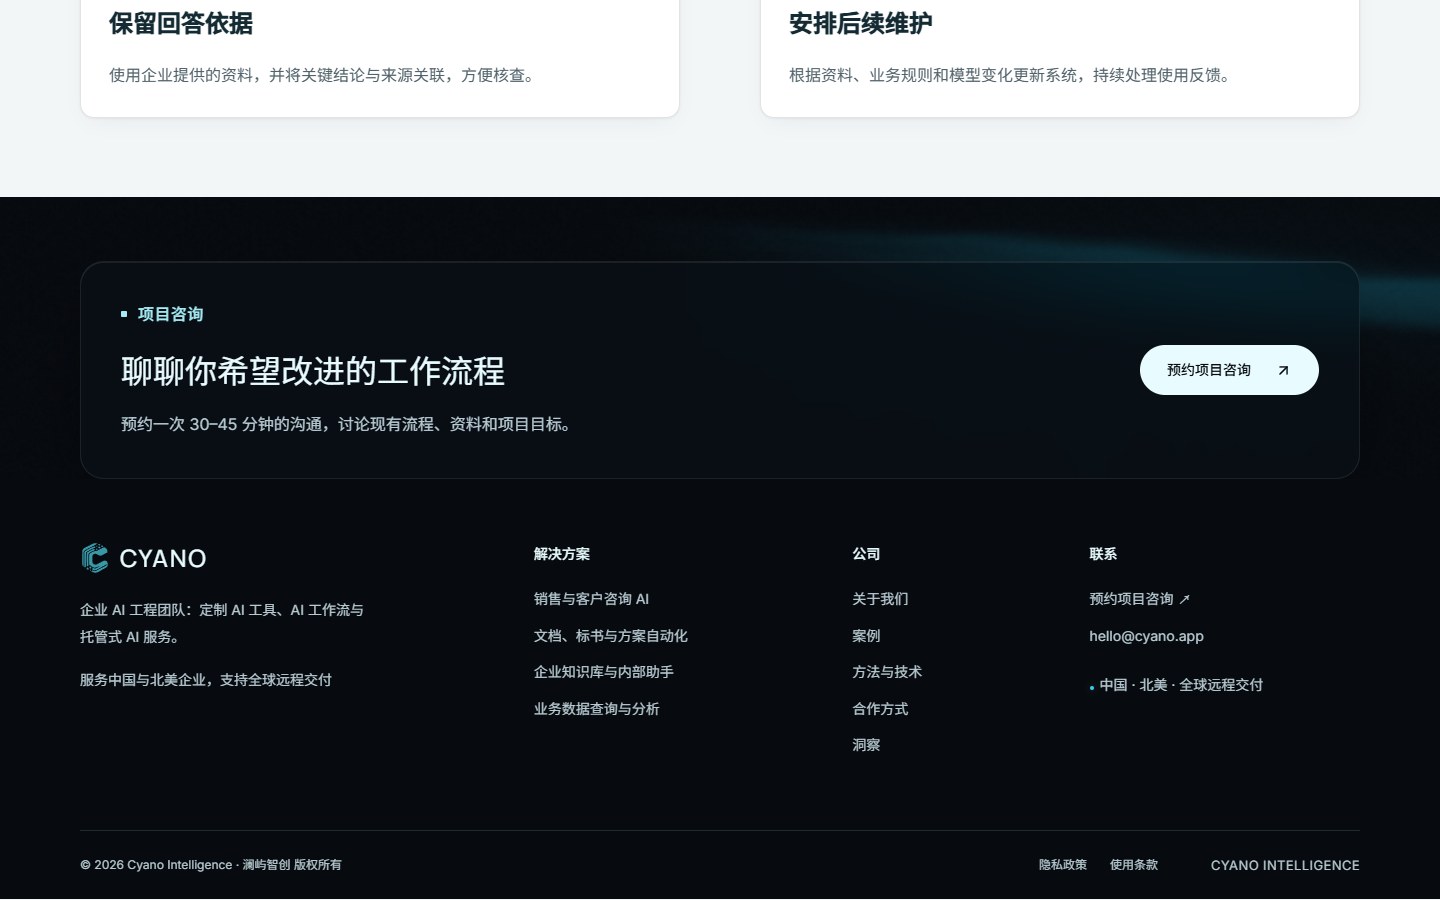 保留回答依据
使用企业提供的资料，并将关键结论与来源关联，方便核查。
安排后续维护
根据资料、业务规则和模型变化更新系统，持续处理使用反馈。
项目咨询
聊聊你希望改进的工作流程
预约一次 30–45 分钟的沟通，讨论现有流程、资料和项目目标。
预约项目咨询 ↗
CYANO
企业 AI 工程团队：定制 AI 工具、AI 工作流与
托管式 AI 服务。
服务中国与北美企业，支持全球远程交付
解决方案
销售与客户咨询 AI
文档、标书与方案自动化
企业知识库与内部助手
业务数据查询与分析
公司
关于我们
案例
方法与技术
合作方式
洞察
联系
预约项目咨询 ↗
hello@cyano.app
中国 · 北美 · 全球远程交付
© 2026 Cyano Intelligence · 澜屿智创 版权所有
隐私政策
使用条款
CYANO INTELLIGENCE